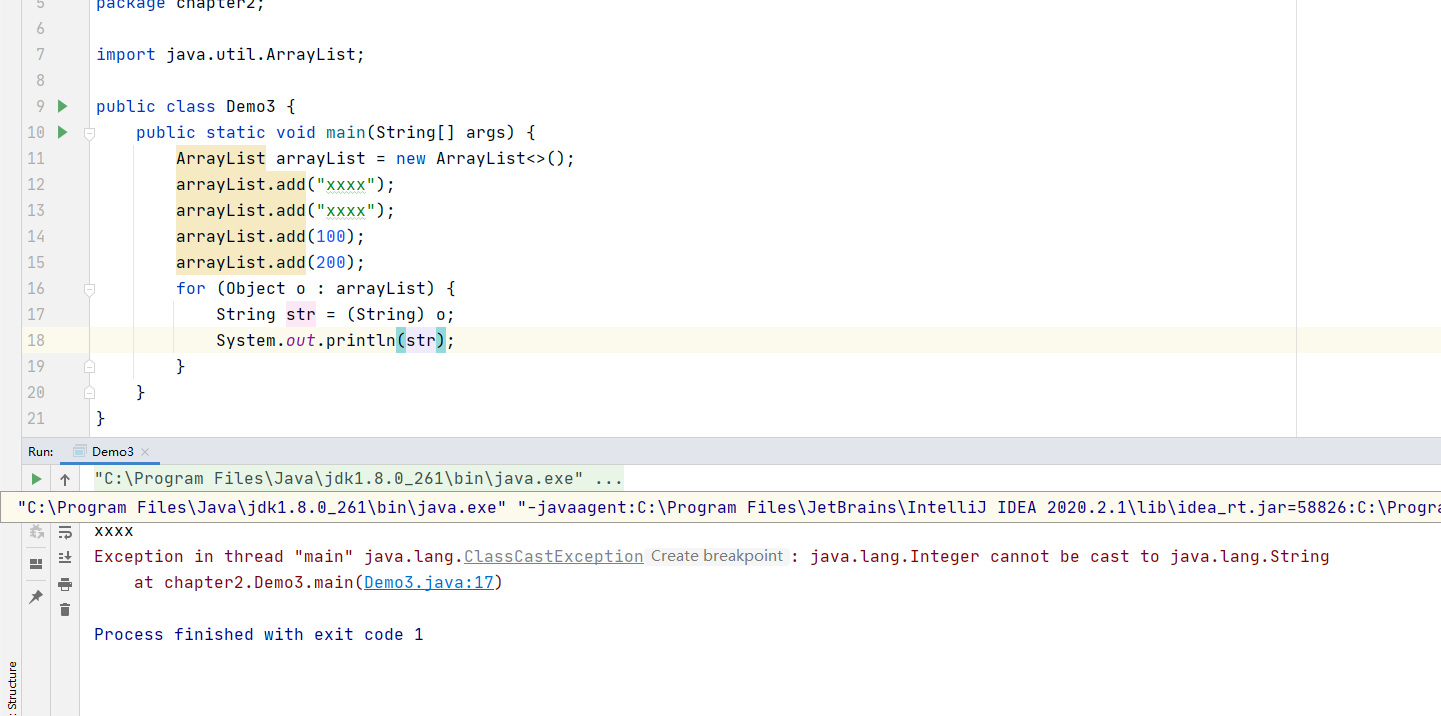 5 package chapter2;
6
7 import java.util.ArrayList;
8
9 public class Demo3 {
10 public static void main(String[] args) {
11 ArrayList arrayList = new ArrayList<>();
12 arrayList.add("xxxx");
13 arrayList.add("xxxx");
14 arrayList.add(100);
15 arrayList.add(200);
16 for (Object o : arrayList) {
17 String str = (String) o;
18 System.out.println(str);
19 }
20 }
21 }
Run: Demo3
"C:\Program Files\Java\jdk1.8.0_261\bin\java.exe" ...
"C:\Program Files\Java\jdk1.8.0_261\bin\java.exe" "-javaagent:C:\Program Files\JetBrains\IntelliJ IDEA 2020.2.1\lib\idea_rt.jar=58826:C:\Progra
xxxx
Exception in thread "main" java.lang.ClassCastException Create breakpoint : java.lang.Integer cannot be cast to java.lang.String
at chapter2.Demo3.main(Demo3.java:17)
Process finished with exit code 1
: Structure